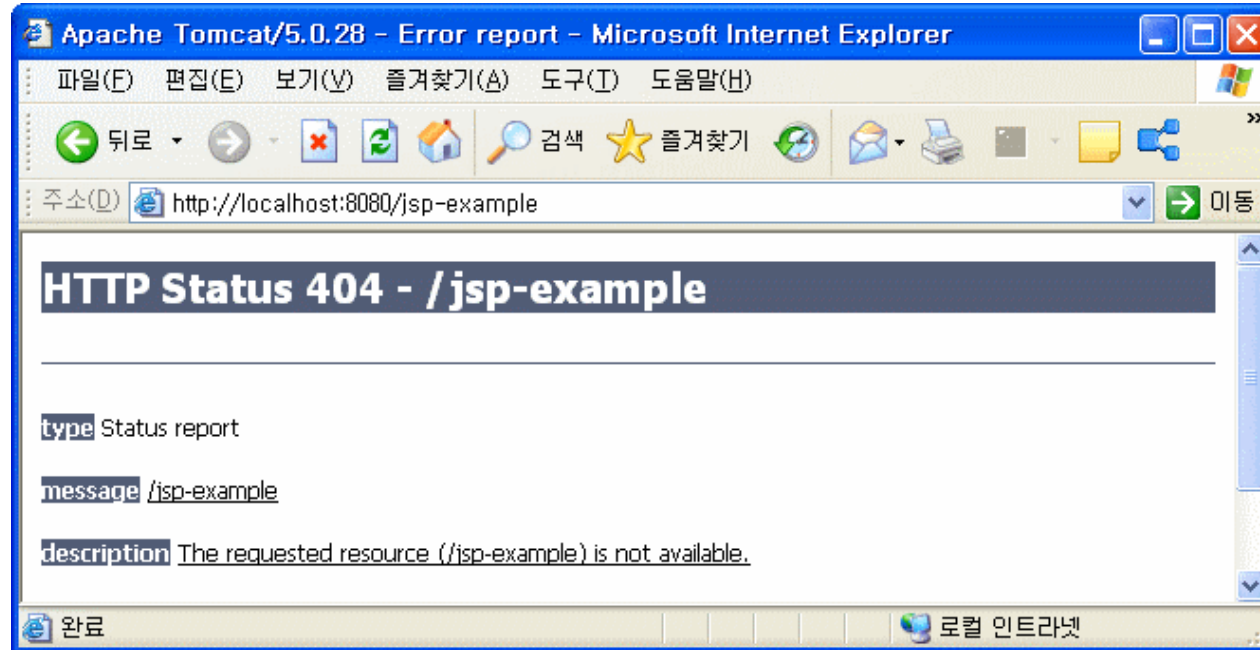 Apache Tomcat/5.0.28 - Error report - Microsoft Internet Explorer
파일(F) 편집(E) 보기(V) 즐겨찾기(A) 도구(T) 도움말(H)
뒤로 검색 즐겨찾기 »
주소(D) http://localhost:8080/jsp-example 이동
HTTP Status 404 - /jsp-example
type Status report
message /jsp-example
description The requested resource (/jsp-example) is not available.
완료 로컬 인트라넷